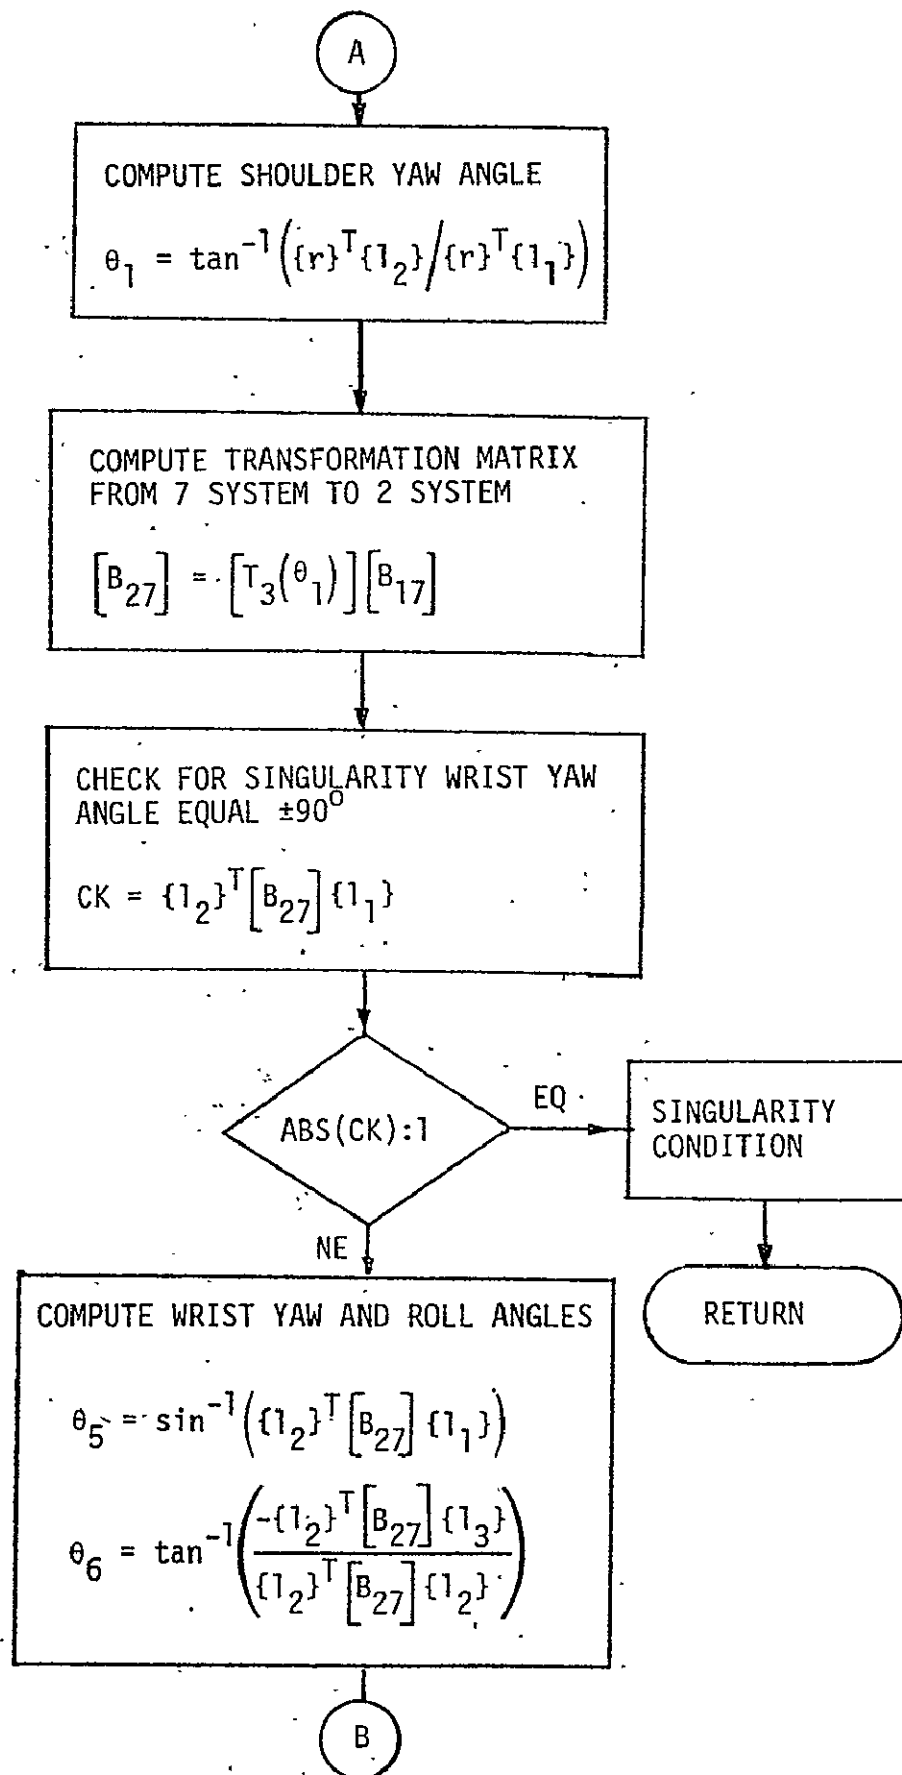 A
COMPUTE SHOULDER YAW ANGLE
θ₁ = tan⁻¹({r}ᵀ{1₂}/{r}ᵀ{1₁})
COMPUTE TRANSFORMATION MATRIX
FROM 7 SYSTEM TO 2 SYSTEM
[B₂₇] = [T₃(θ₁)][B₁₇]
CHECK FOR SINGULARITY WRIST YAW
ANGLE EQUAL ±90⁰
CK = {1₂}ᵀ[B₂₇]{1₁}
ABS(CK):1
EQ
SINGULARITY
CONDITION
NE
RETURN
COMPUTE WRIST YAW AND ROLL ANGLES
θ₅ = sin⁻¹({1₂}ᵀ[B₂₇]{1₁})
θ₆ = tan⁻¹(-{1₂}ᵀ[B₂₇]{1₃}/{1₂}ᵀ[B₂₇]{1₂})
B